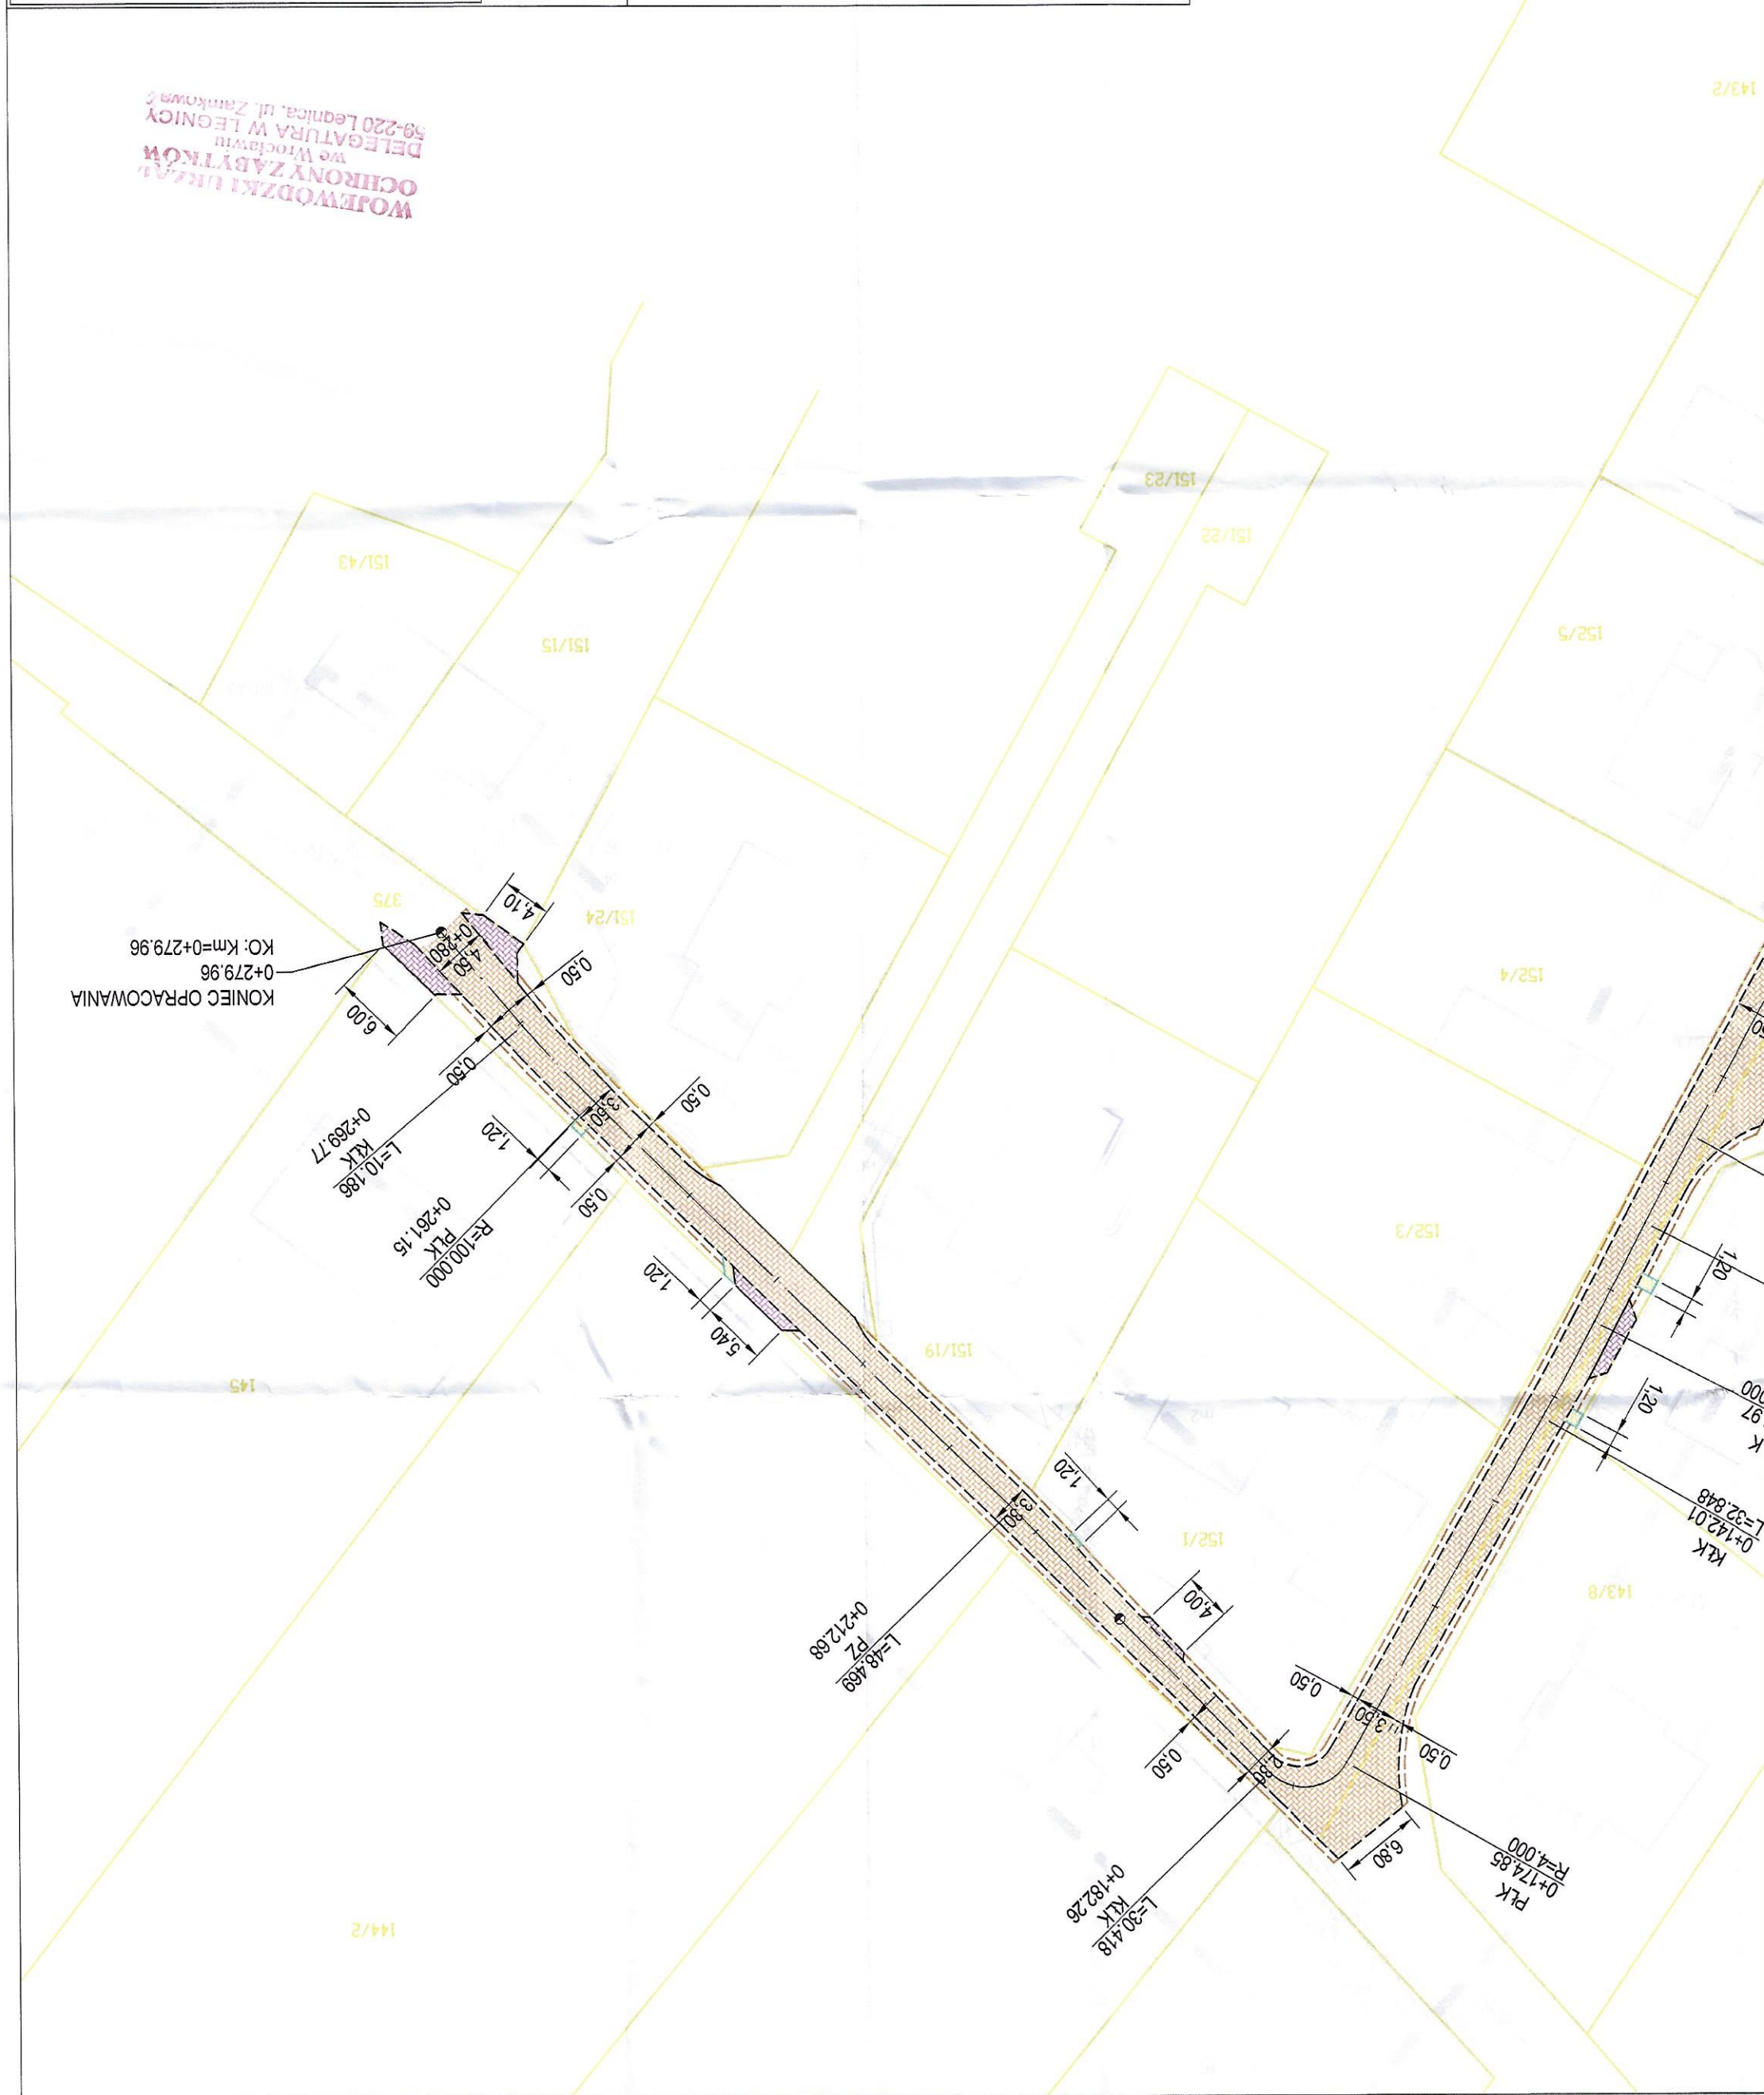 WOJEWÓDZKI URZĄD
OCHRONY ZABYTKÓW
we Wrocławiu
DELEGATURA W LEGNICY
59-220 Legnica, ul. Zamkowa
144/2
PŁK
0+174.85
R=4.000
6,80
L=30.418
KŁK
0+182.26
2,80
0,50
3,50
0,50
0,50
4,00
152/1
1,20
L=48.469
PZ
0+212.68
3,80
143/8
KŁK
0+142.01
L=32.848
1,20
1,20
145
151/19
5,40
1,20
152/3
R=100.000
PŁK
0+261.15
0,50
0,50
1,20
3,60
L=10.186
KŁK
0+269.77
0,50
0,50
6,00
KONIEC OPRACOWANIA
0+279.96
KO: Km=0+279.96
0+280
4,50
4,10
375
151/24
152/4
151/15
152/5
151/43
151/22
151/23
143/2